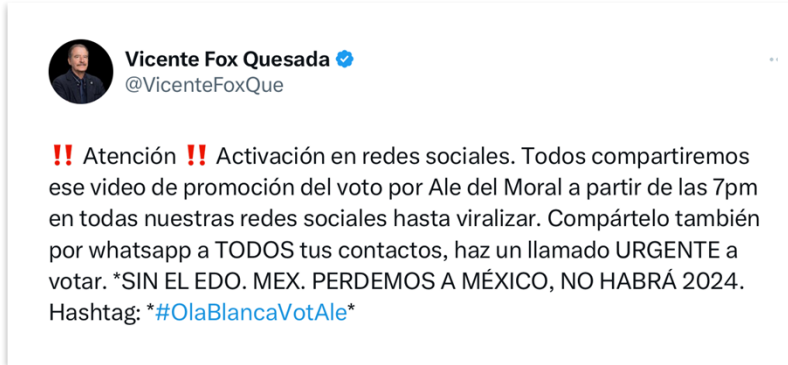 Vicente Fox Quesada
@VicenteFoxQue
‼️ Atención ‼️ Activación en redes sociales. Todos compartiremos
ese video de promoción del voto por Ale del Moral a partir de las 7pm
en todas nuestras redes sociales hasta viralizar. Compártelo también
por whatsapp a TODOS tus contactos, haz un llamado URGENTE a
votar. *SIN EL EDO. MEX. PERDEMOS A MÉXICO, NO HABRÁ 2024.
Hashtag: *#OlaBlancaVotAle*